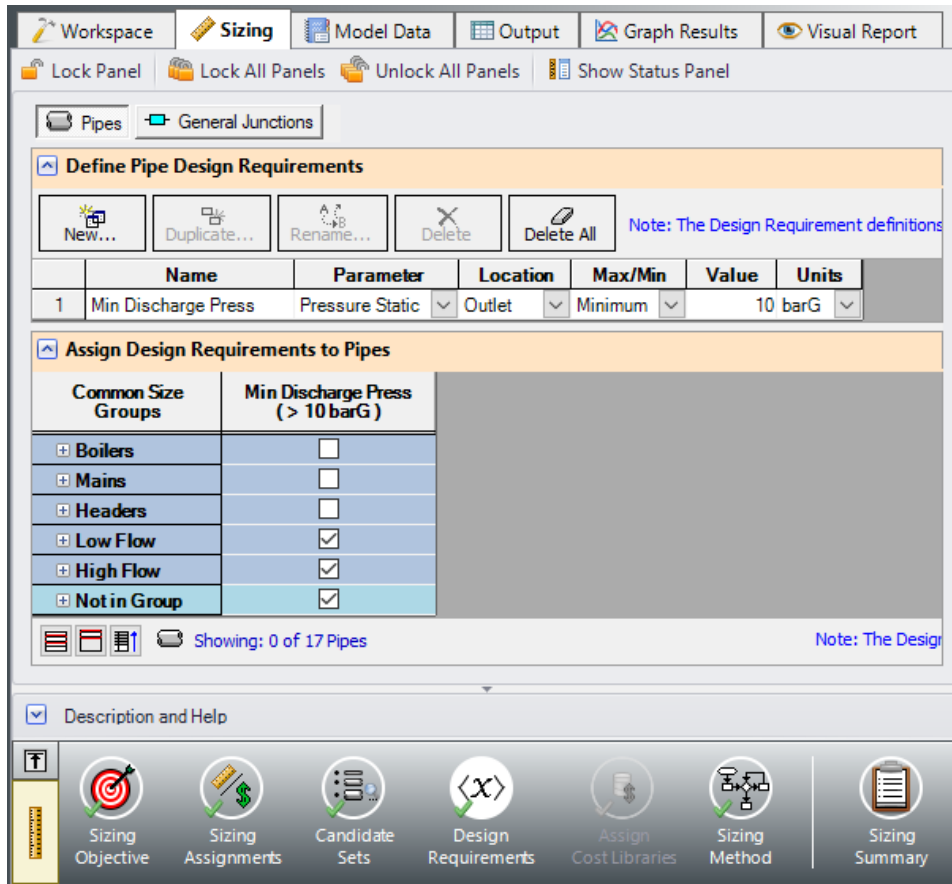 Workspace Sizing Model Data Output Graph Results Visual Report
Lock Panel Lock All Panels Unlock All Panels Show Status Panel
Pipes General Junctions
Define Pipe Design Requirements
New... Duplicate... Rename... Delete Delete All Note: The Design Requirement definitions
Name Parameter Location Max/Min Value Units
1 Min Discharge Press Pressure Static Outlet Minimum 10 barG
Assign Design Requirements to Pipes
Common Size Min Discharge Press
Groups ( > 10 barG )
Boilers
Mains
Headers
Low Flow
High Flow
Not in Group
Showing: 0 of 17 Pipes Note: The Desig
Description and Help
Sizing Sizing Candidate Design Assign Sizing Sizing
Objective Assignments Sets Requirements Cost Libraries Method Summary